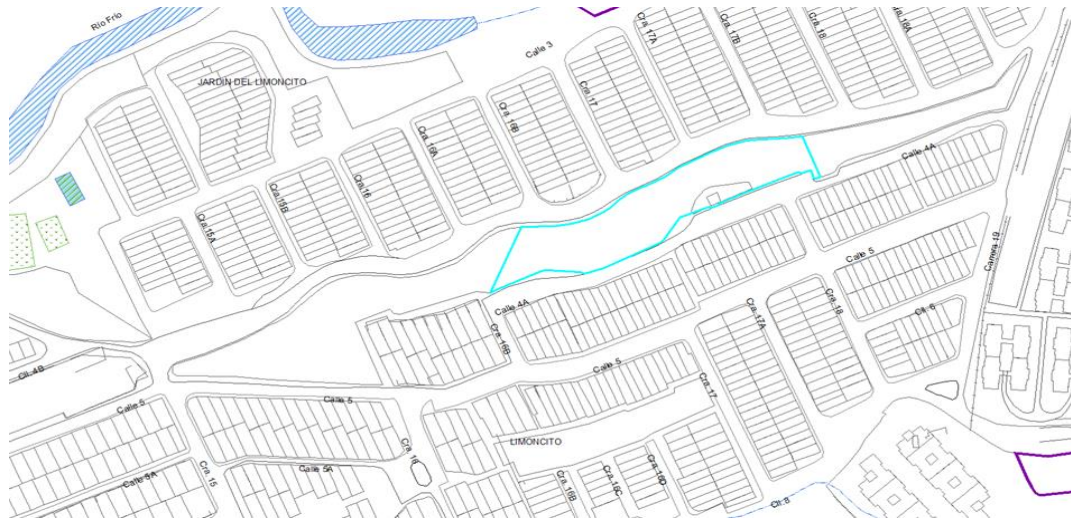 Río Frío
Calle 3
Cra. 17A
Cra. 17B
Cra. 18
Cra. 18A
JARDIN DEL LIMONCITO
Cra. 17
Cra. 16B
Cra. 16A
Cra. 16
Cra. 15B
Cra. 15A
Calle 4A
Carrera 19
Calle 5
Cll. 6
Cra. 18
Cra. 17A
Calle 4A
Cra. 16B
Calle 5
Cra. 17
Cll. 4B
Calle 5
Calle 5
LIMONCITO
Cra. 16
Calle 5A
Calle 5A
Cra. 15
Cra. 16B
Cra. 16C
Cra. 16D
Cll. 8